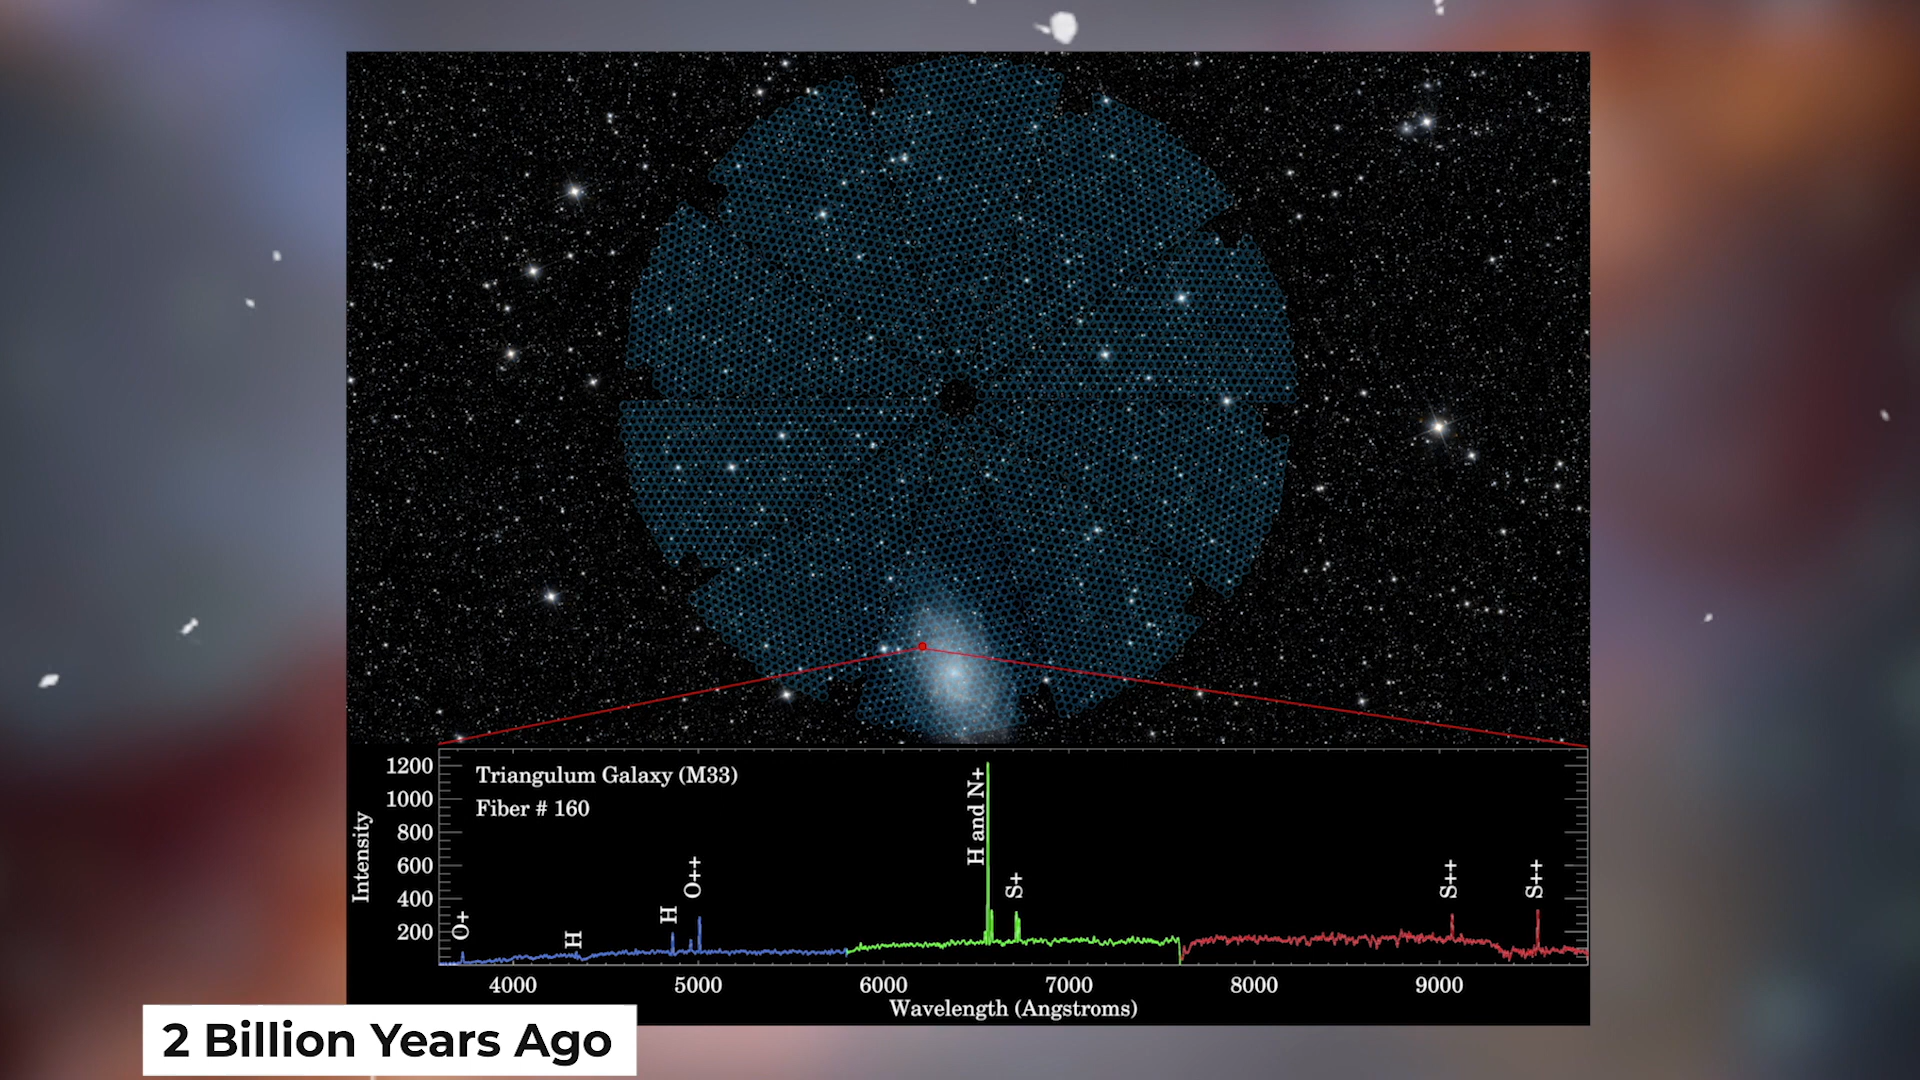 1200
1000
800
600
400
200
Intensity
Triangulum Galaxy (M33)
Fiber # 160
O+
H
H
O++
H and N+
S+
S++
S++
4000 5000 6000 7000 8000 9000
Wavelength (Angstroms)
2 Billion Years Ago